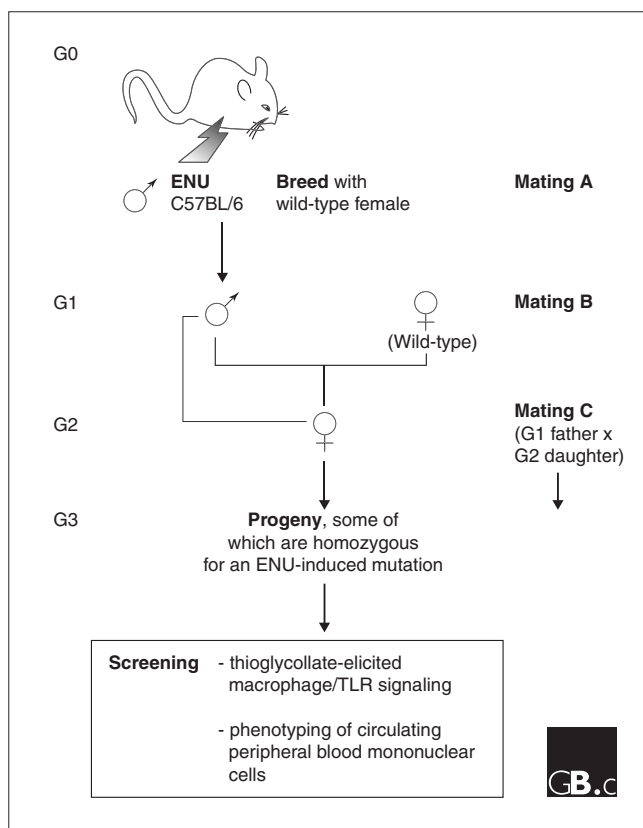 G0
ENU
C57BL/6
Breed with
wild-type female
Mating A
G1
(Wild-type)
Mating B
G2
Mating C
(G1 father x
G2 daughter)
G3
Progeny, some of
which are homozygous
for an ENU-induced mutation
Screening
- thioglycollate-elicited
macrophage/TLR signaling
- phenotyping of circulating
peripheral blood mononuclear
cells
GB.c